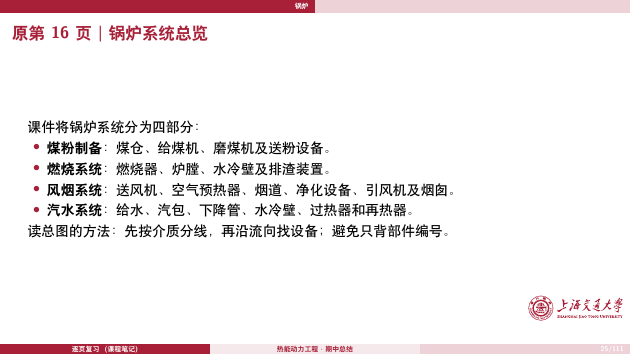 锅炉
原第 16 页 | 锅炉系统总览
课件将锅炉系统分为四部分：
• 煤粉制备：煤仓、给煤机、磨煤机及送粉设备。
• 燃烧系统：燃烧器、炉膛、水冷壁及排渣装置。
• 风烟系统：送风机、空气预热器、烟道、净化设备、引风机及烟囱。
• 汽水系统：给水、汽包、下降管、水冷壁、过热器和再热器。
读总图的方法：先按介质分线，再沿流向找设备；避免只背部件编号。
上海交通大学
SHANGHAI JIAO TONG UNIVERSITY
逐页复习（课程笔记） 热能动力工程 · 期中总结 25/111